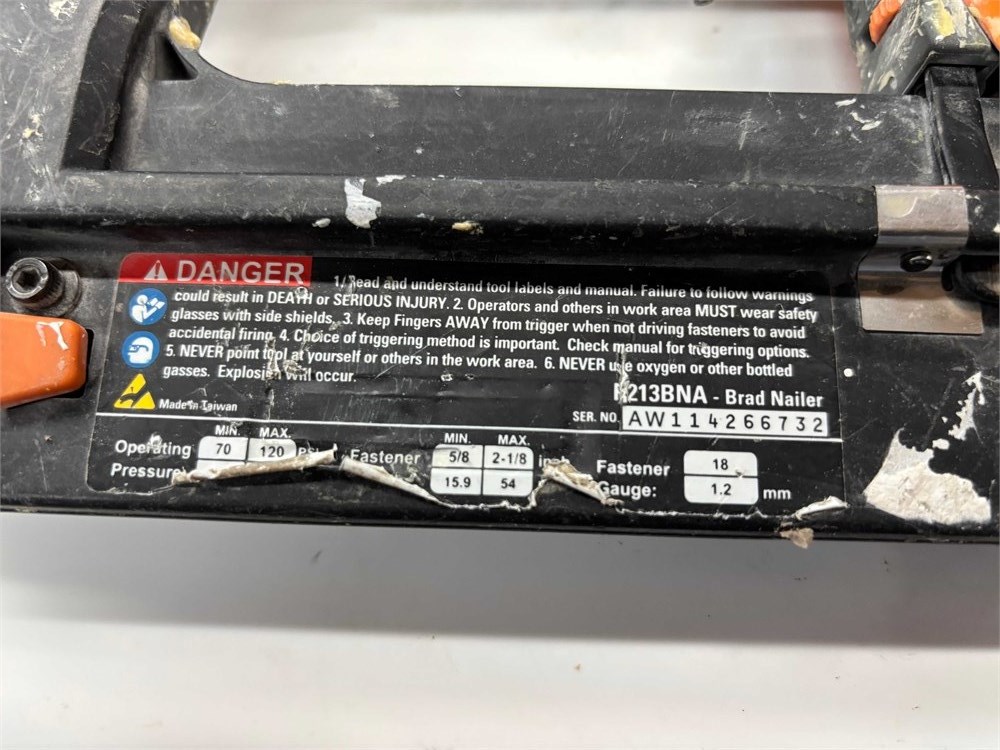 DANGER 1. Read and understand tool labels and manual. Failure to follow warnings
could result in DEATH or SERIOUS INJURY. 2. Operators and others in work area MUST wear safety
glasses with side shields. 3. Keep Fingers AWAY from trigger when not driving fasteners to avoid
accidental firing. 4. Choice of triggering method is important. Check manual for triggering options.
5. NEVER point tool at yourself or others in the work area. 6. NEVER use oxygen or other bottled
gasses. Explosion will occur.
R213BNA - Brad Nailer
Made in Taiwan
SER. NO. AW114266732
MIN. MAX.
Operating 70 120 PSI
Pressure
MIN. MAX.
Fastener 5/8 2-1/8 inch
15.9 54
Fastener 18
Gauge: 1.2 mm